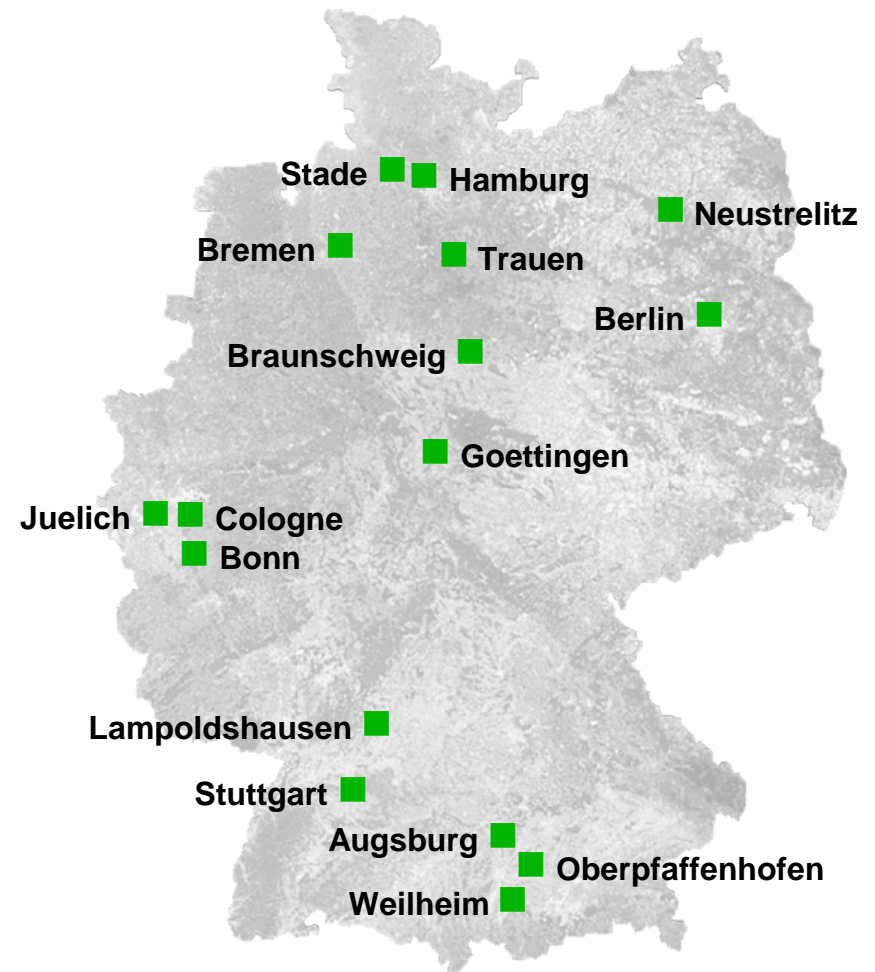 Stade
Hamburg
Neustrelitz
Bremen
Trauen
Berlin
Braunschweig
Goettingen
Juelich
Cologne
Bonn
Lampoldshausen
Stuttgart
Augsburg
Oberpfaffenhofen
Weilheim